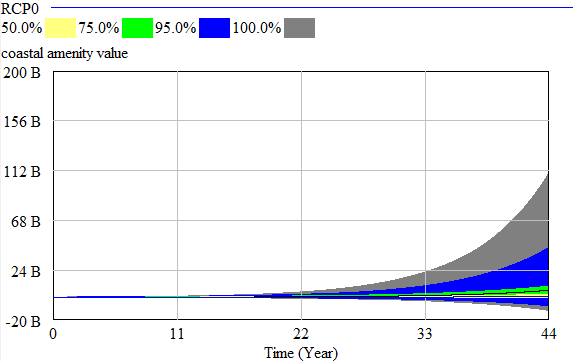 RCP0
50.0% 75.0% 95.0% 100.0%
coastal amenity value
200 B
156 B
112 B
68 B
24 B
-20 B
0 11 22 33 44
Time (Year)